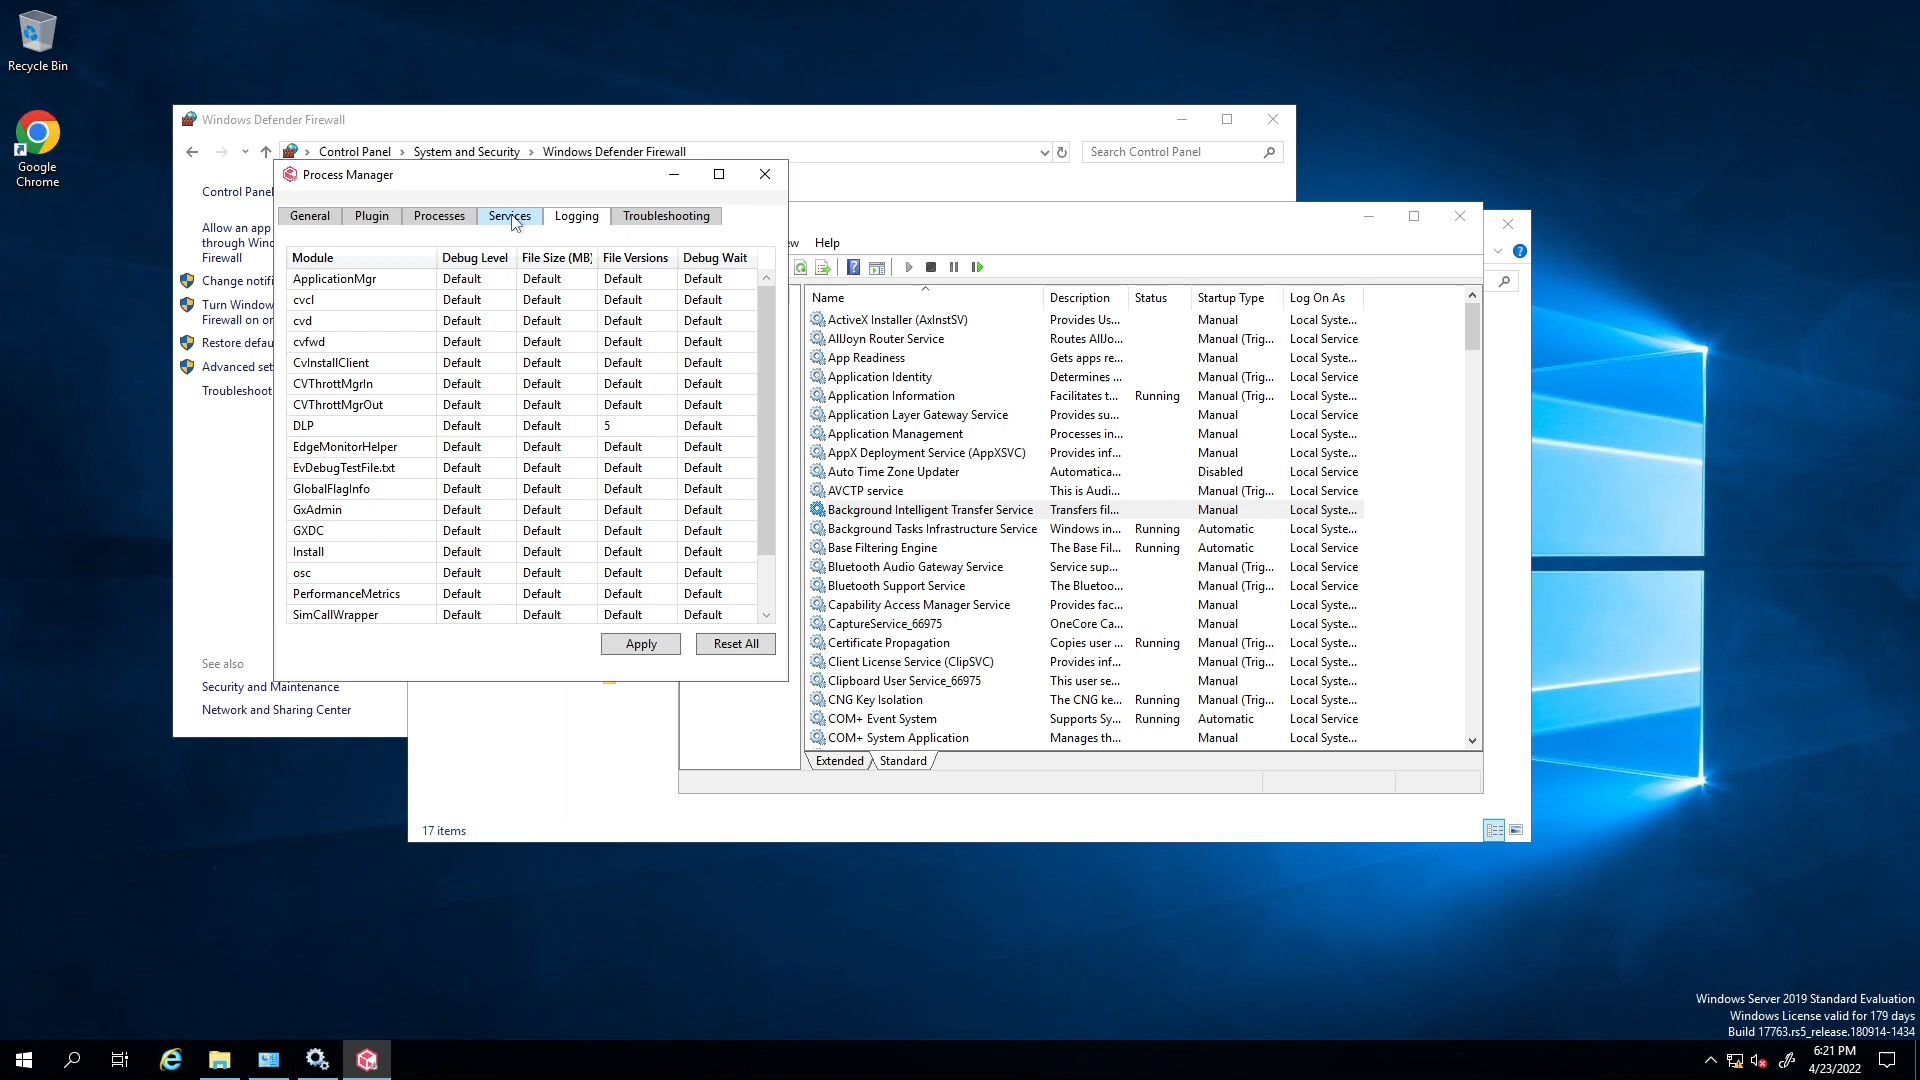 Recycle Bin
Google
Chrome
Windows Defender Firewall
Control Panel > System and Security > Windows Defender Firewall
Search Control Panel
Control Panel
Allow an app
through Wind
Firewall
Change notifi
Turn Window
Firewall on or
Restore defau
Advanced set
Troubleshoot
See also
Security and Maintenance
Network and Sharing Center
Process Manager
General Plugin Processes Services Logging Troubleshooting
Module Debug Level File Size (MB) File Versions Debug Wait
ApplicationMgr Default Default Default Default
cvcl Default Default Default Default
cvd Default Default Default Default
cvfwd Default Default Default Default
CvInstallClient Default Default Default Default
CVThrottMgrIn Default Default Default Default
CVThrottMgrOut Default Default Default Default
DLP Default Default 5 Default
EdgeMonitorHelper Default Default Default Default
EvDebugTestFile.txt Default Default Default Default
GlobalFlagInfo Default Default Default Default
GxAdmin Default Default Default Default
GXDC Default Default Default Default
Install Default Default Default Default
osc Default Default Default Default
PerformanceMetrics Default Default Default Default
SimCallWrapper Default Default Default Default
Apply Reset All
ew Help
Name Description Status Startup Type Log On As
ActiveX Installer (AxInstSV) Provides Us... Manual Local Syste...
AllJoyn Router Service Routes AllJo... Manual (Trig... Local Service
App Readiness Gets apps re... Manual Local Syste...
Application Identity Determines ... Manual (Trig... Local Service
Application Information Facilitates t... Running Manual (Trig... Local Syste...
Application Layer Gateway Service Provides su... Manual Local Service
Application Management Processes in... Manual Local Syste...
AppX Deployment Service (AppXSVC) Provides inf... Manual Local Syste...
Auto Time Zone Updater Automatica... Disabled Local Service
AVCTP service This is Audi... Manual (Trig... Local Service
Background Intelligent Transfer Service Transfers fil... Manual Local Syste...
Background Tasks Infrastructure Service Windows in... Running Automatic Local Syste...
Base Filtering Engine The Base Fil... Running Automatic Local Service
Bluetooth Audio Gateway Service Service sup... Manual (Trig... Local Service
Bluetooth Support Service The Bluetoo... Manual (Trig... Local Service
Capability Access Manager Service Provides fac... Manual Local Syste...
CaptureService_66975 OneCore Ca... Manual Local Syste...
Certificate Propagation Copies user ... Running Manual (Trig... Local Syste...
Client License Service (ClipSVC) Provides inf... Manual (Trig... Local Syste...
Clipboard User Service_66975 This user se... Manual Local Syste...
CNG Key Isolation The CNG ke... Running Manual (Trig... Local Syste...
COM+ Event System Supports Sy... Running Automatic Local Service
COM+ System Application Manages th... Manual Local Syste...
Extended Standard
17 items
Windows Server 2019 Standard Evaluation
Windows License valid for 179 days
Build 17763.rs5_release.180914-1434
6:21 PM
4/23/2022